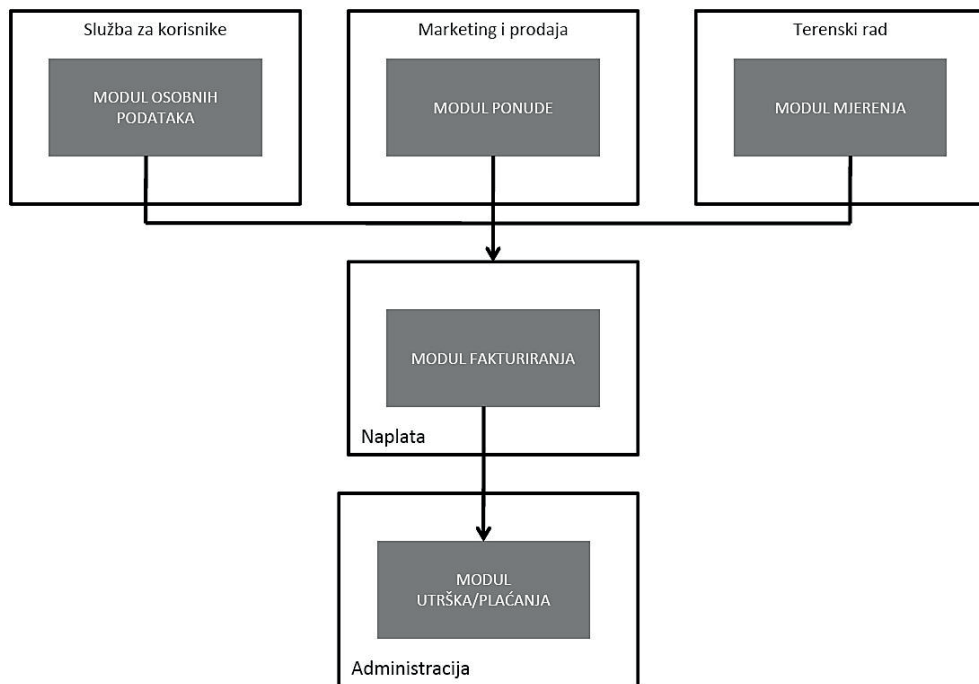 Služba za korisnike
MODUL OSOBNIH
PODATAKA
Marketing i prodaja
MODUL PONUDE
Terenski rad
MODUL MJERENJA
MODUL FAKTURIRANJA
Naplata
MODUL
UTRŠKA/PLAĆANJA
Administracija